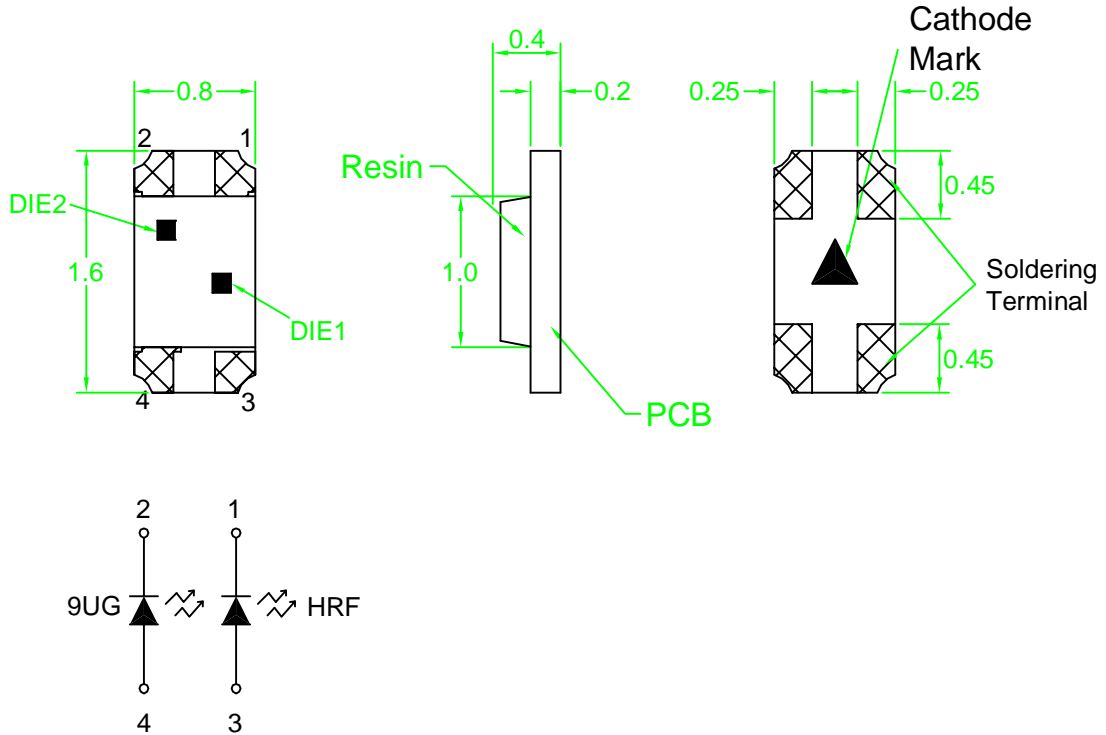 Cathode
Mark
0.4
0.8
0.2
0.25
0.25
2
1
Resin
DIE2
0.45
1.6
1.0
Soldering
Terminal
DIE1
0.45
4
3
PCB
2
1
9UG
HRF
4
3